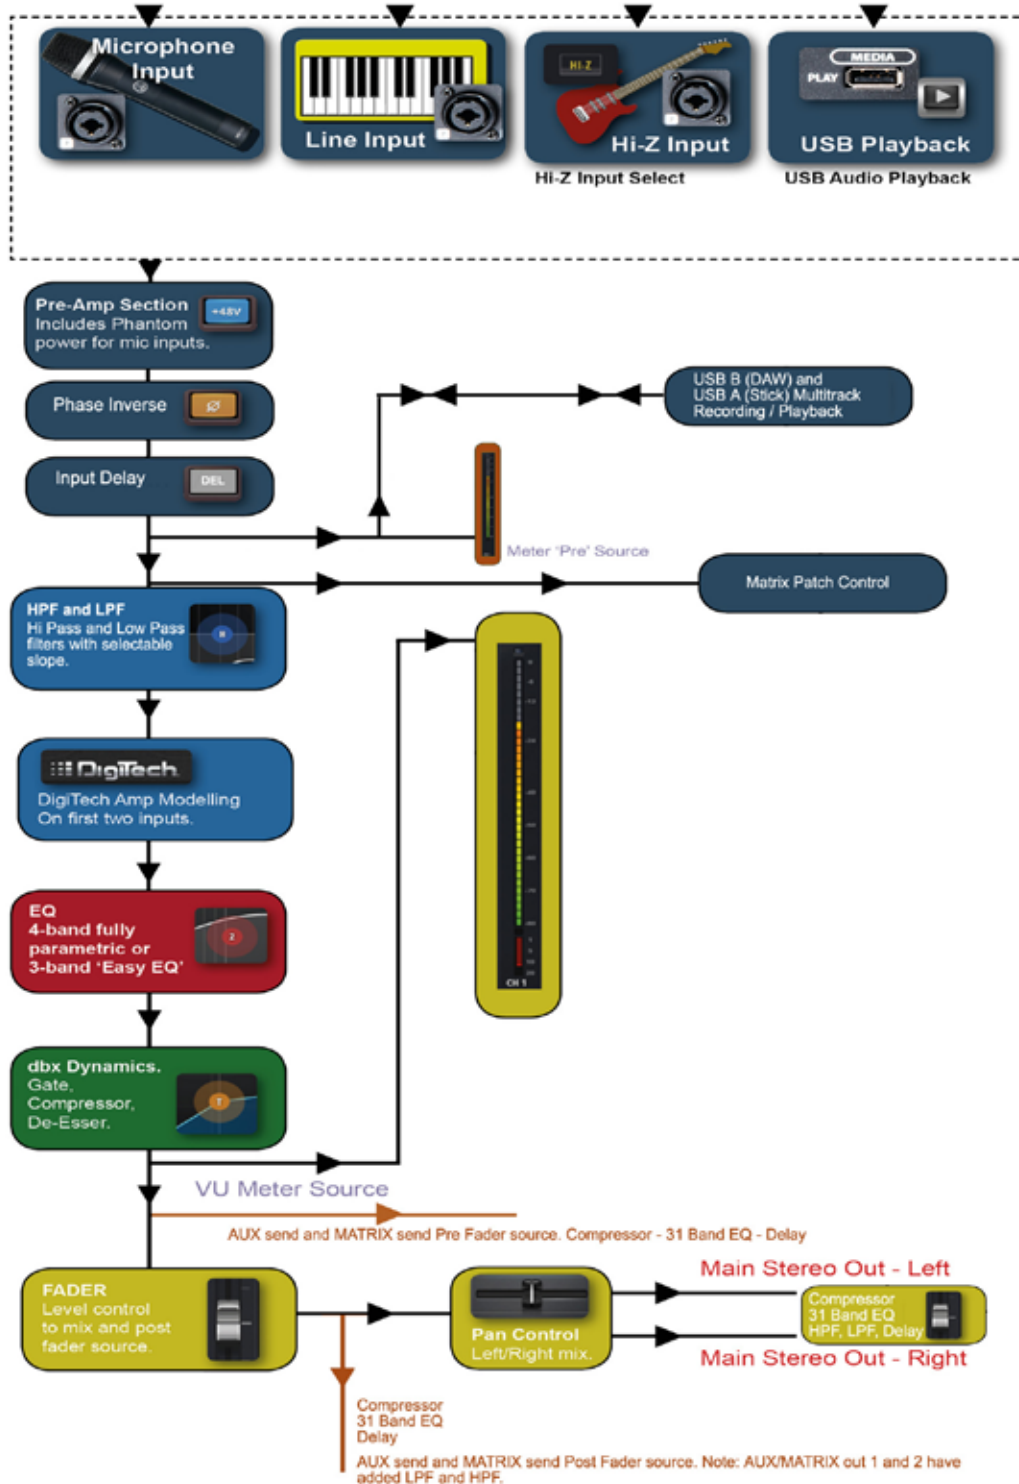 Microphone
Input
Line Input
HI-Z
Hi-Z Input
Hi-Z Input Select
MEDIA
PLAY
USB Playback
USB Audio Playback
Pre-Amp Section
Includes Phantom
power for mic inputs.
+48V
Phase Inverse
Ø
Input Delay
DEL
USB B (DAW) and
USB A (Stick) Multitrack
Recording / Playback
Meter 'Pre' Source
Matrix Patch Control
HPF and LPF
Hi Pass and Low Pass
filters with selectable
slope.
H
DigiTech
DigiTech Amp Modelling
On first two inputs.
EQ
4-band fully
parametric or
3-band 'Easy EQ'
2
dbx Dynamics.
Gate,
Compressor,
De-Esser.
T
CH 1
VU Meter Source
AUX send and MATRIX send Pre Fader source. Compressor - 31 Band EQ - Delay
FADER
Level control
to mix and post
fader source.
Pan Control
Left/Right mix.
Main Stereo Out - Left
Compressor
31 Band EQ
HPF, LPF, Delay
Main Stereo Out - Right
Compressor
31 Band EQ
Delay
AUX send and MATRIX send Post Fader source. Note: AUX/MATRIX out 1 and 2 have
added LPF and HPF.